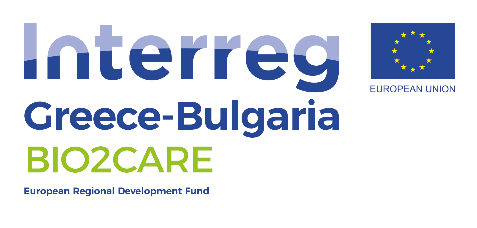 Interreg
EUROPEAN UNION
Greece-Bulgaria
BIO2CARE
European Regional Development Fund